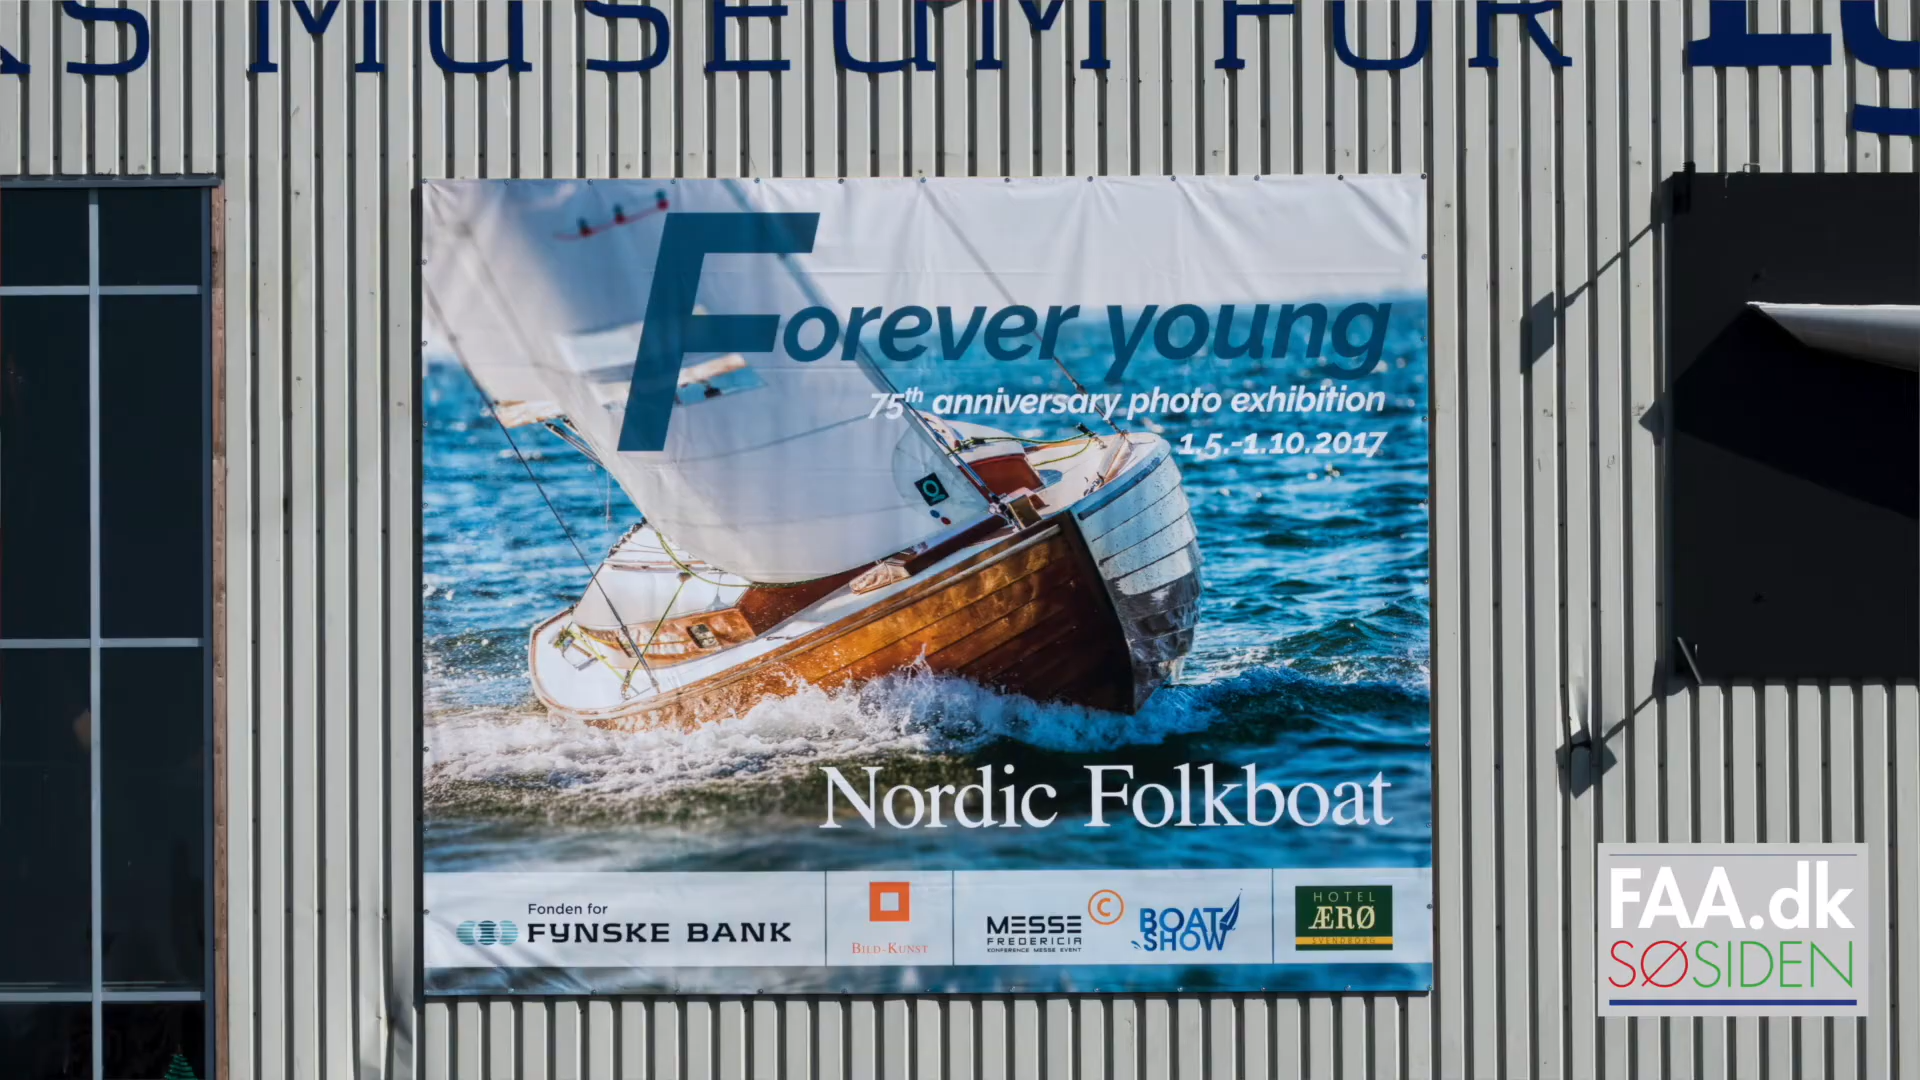 MUSEUM FOR
Forever young
75th anniversary photo exhibition
1.5.-1.10.2017
Nordic Folkboat
Fonden for
FYNSKE BANK
BILD-KUNST
MESSE C
FREDERICIA
KONFERENCE MESSE EVENT
BOAT
SHOW
HOTEL
ÆRØ
SVENDBORG
FAA.dk
SØSIDEN